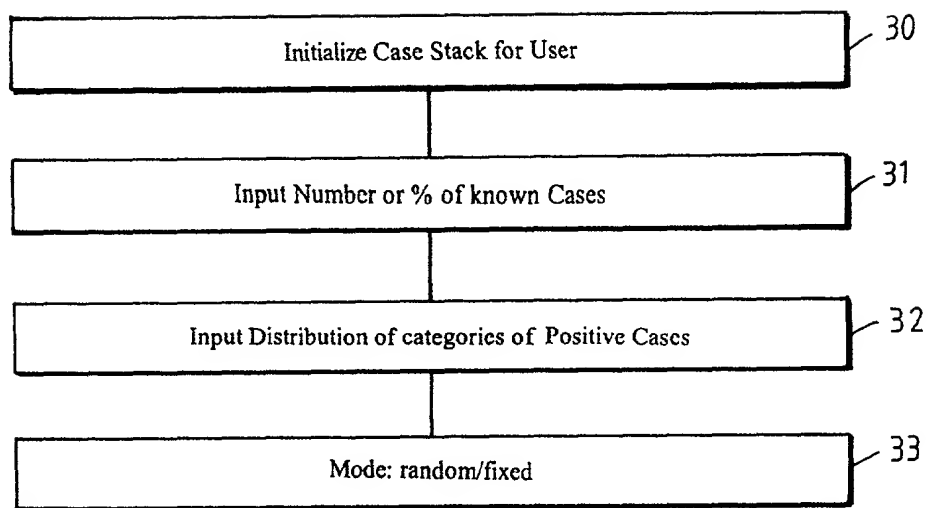 Initialize Case Stack for User
30
Input Number or % of known Cases
31
Input Distribution of categories of Positive Cases
32
Mode: random/fixed
33